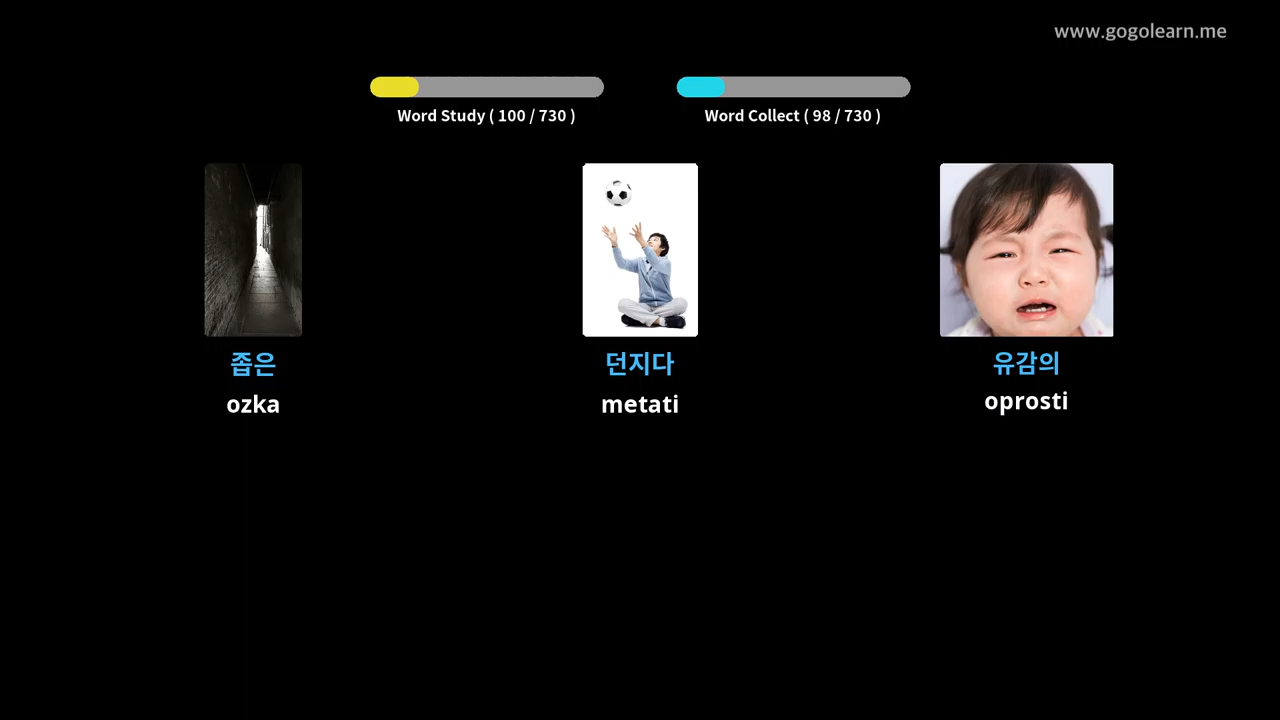 www.gogolearn.me
Word Study ( 100 / 730 )
Word Collect ( 98 / 730 )
좁은
던지다
유감의
ozka
metati
oprosti